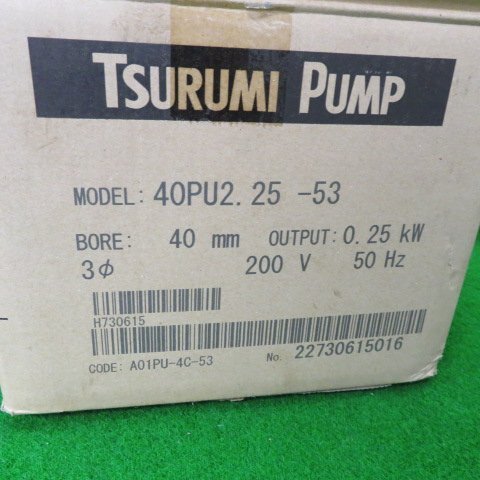 TSURUMI PUMP
MODEL: 40PU2.25 -53
BORE: 40 mm OUTPUT: 0.25 kW
3φ 200 V 50 Hz
H730615
CODE: A01PU-4C-53 No. 22730615016